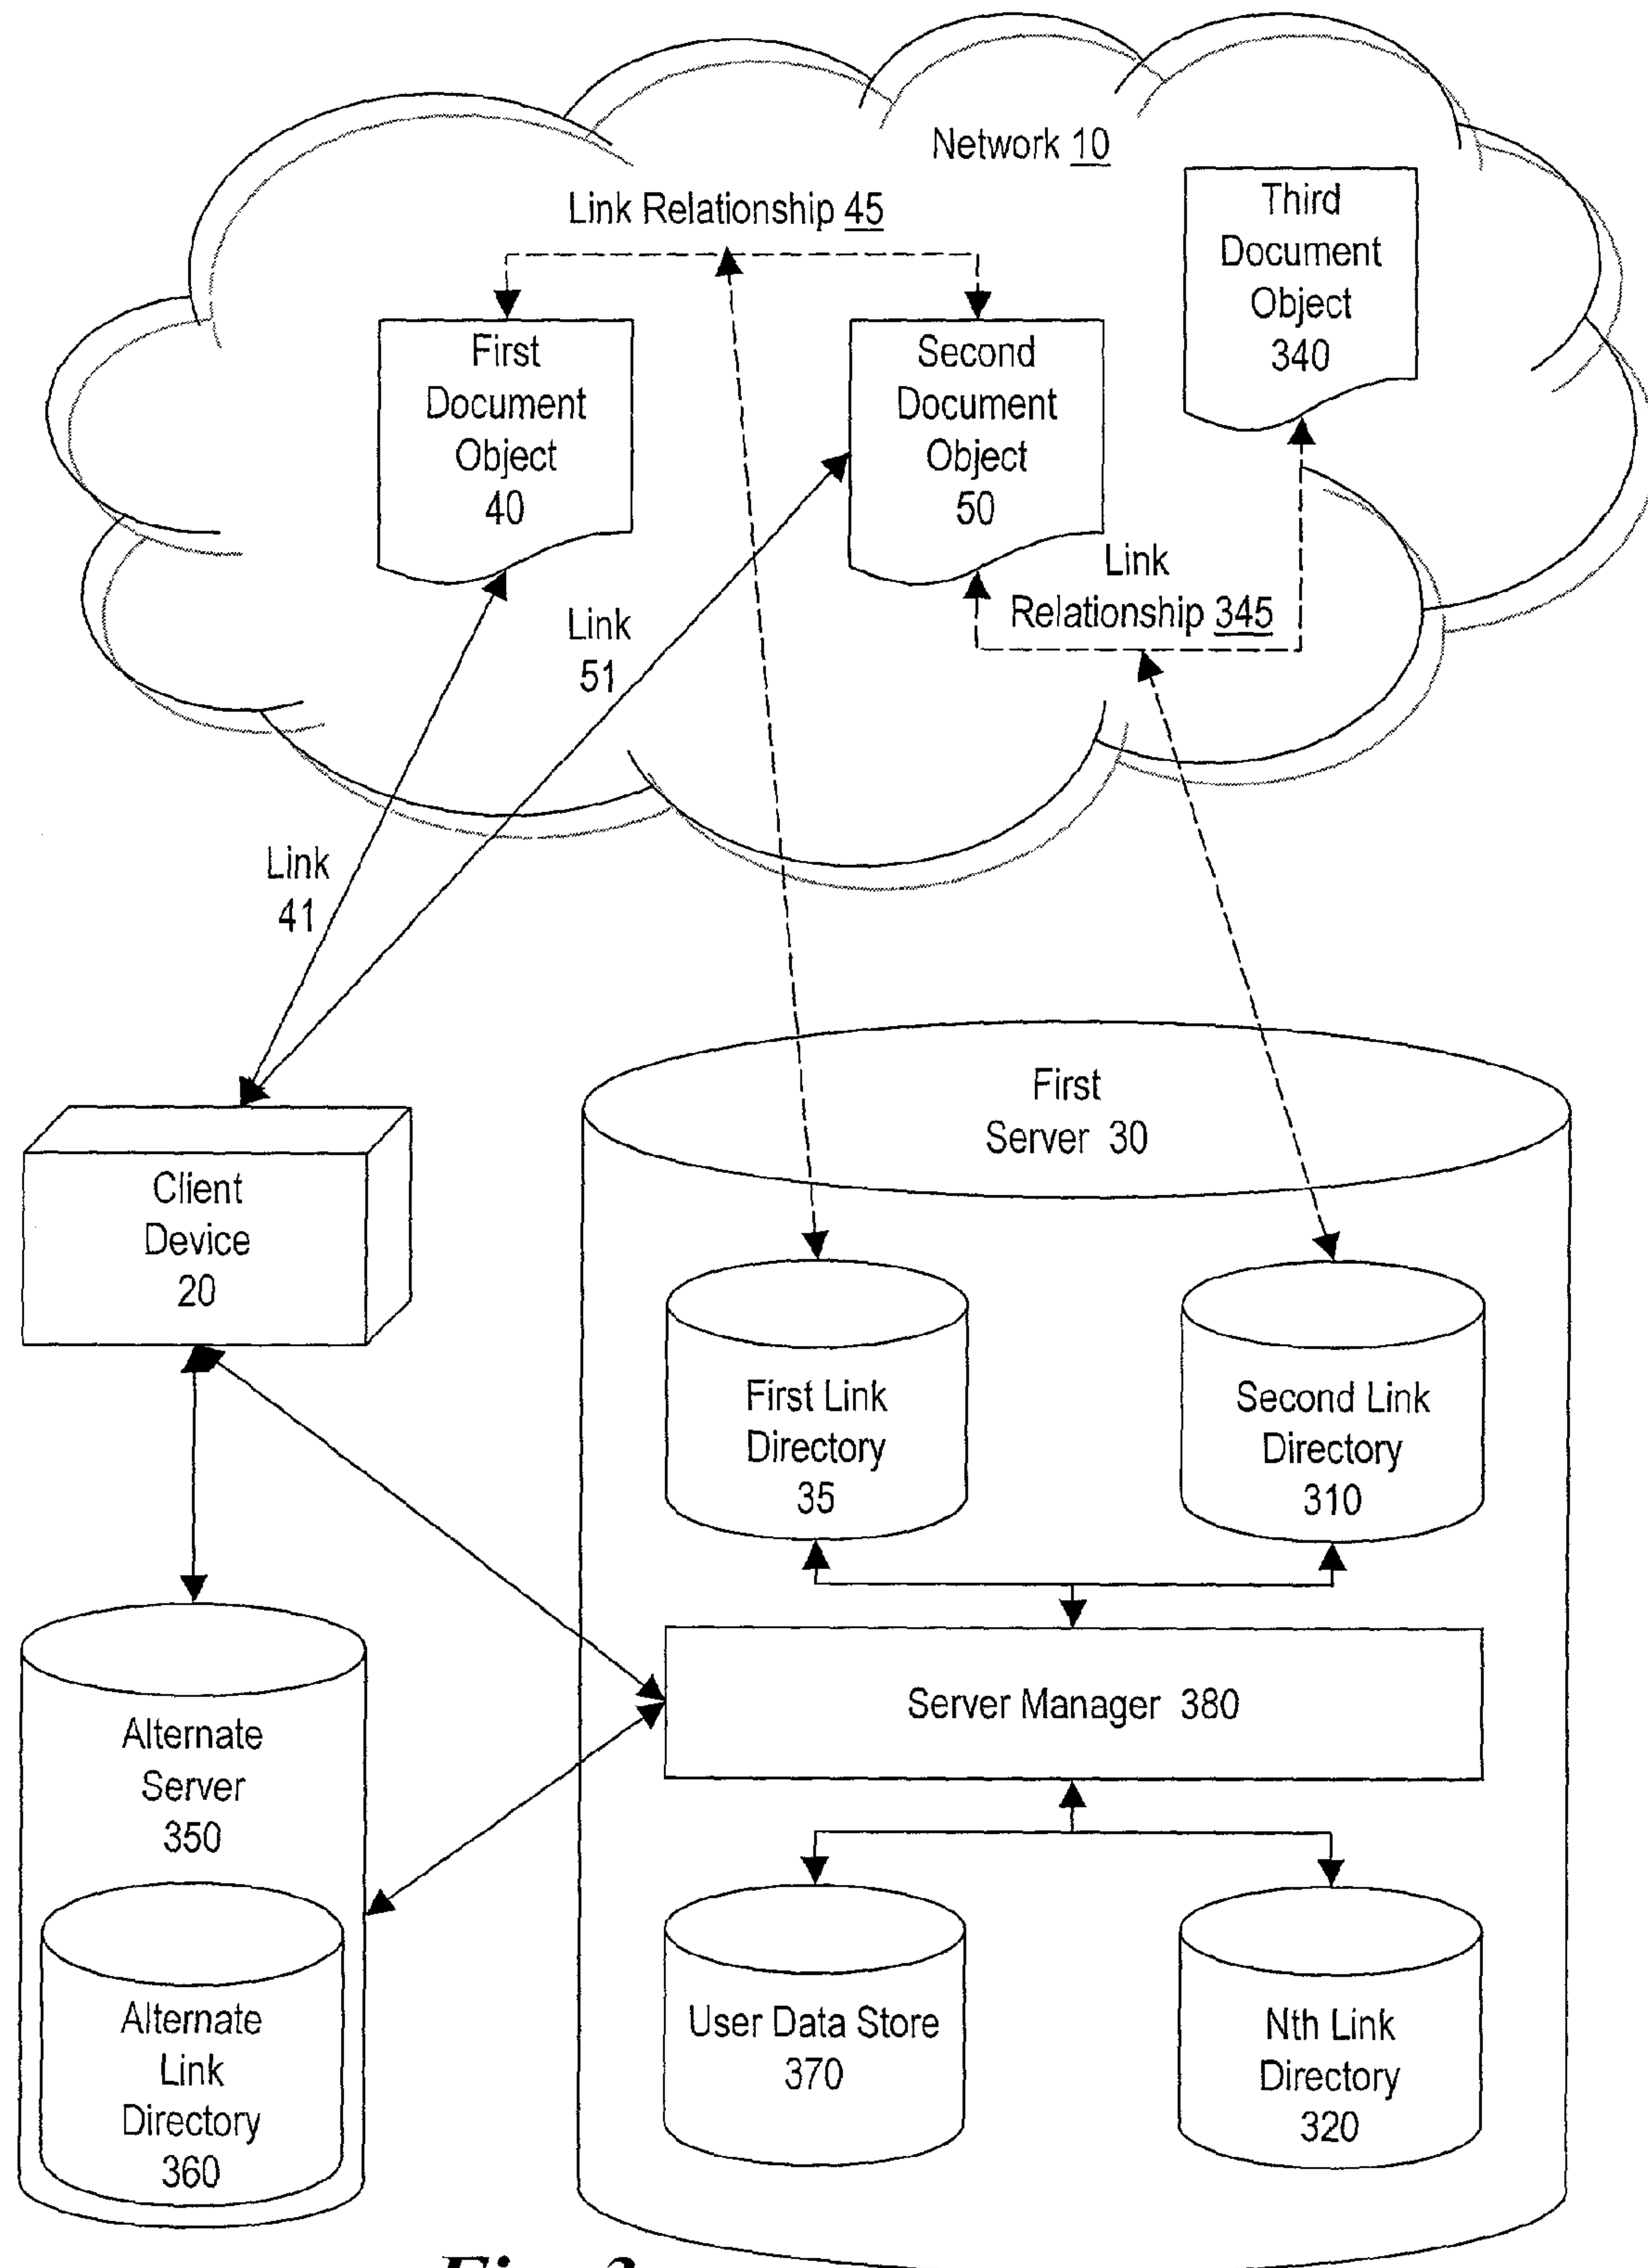 Network 10
Link Relationship 45
Third
Document
Object
340
First
Document
Object
40
Second
Document
Object
50
Link
Relationship 345
Link
51
Link
41
First
Server 30
Client
Device
20
First Link
Directory
35
Second Link
Directory
310
Server Manager 380
Alternate
Server
350
Alternate
Link
Directory
360
User Data Store
370
Nth Link
Directory
320